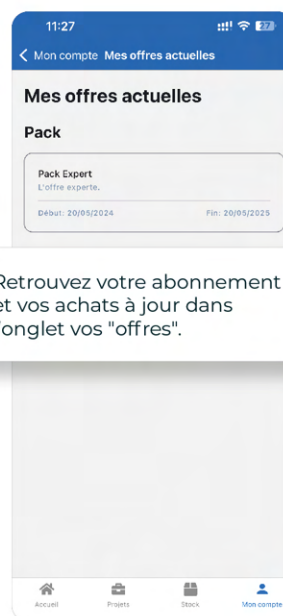 11:27
27
Mon compte Mes offres actuelles
Mes offres actuelles
Pack
Pack Expert
L'offre experte.
Début: 20/05/2024 Fin: 20/05/2025
Retrouvez votre abonnement
et vos achats à jour dans
l'onglet vos "offres".
Accueil Projets Stock Mon compte